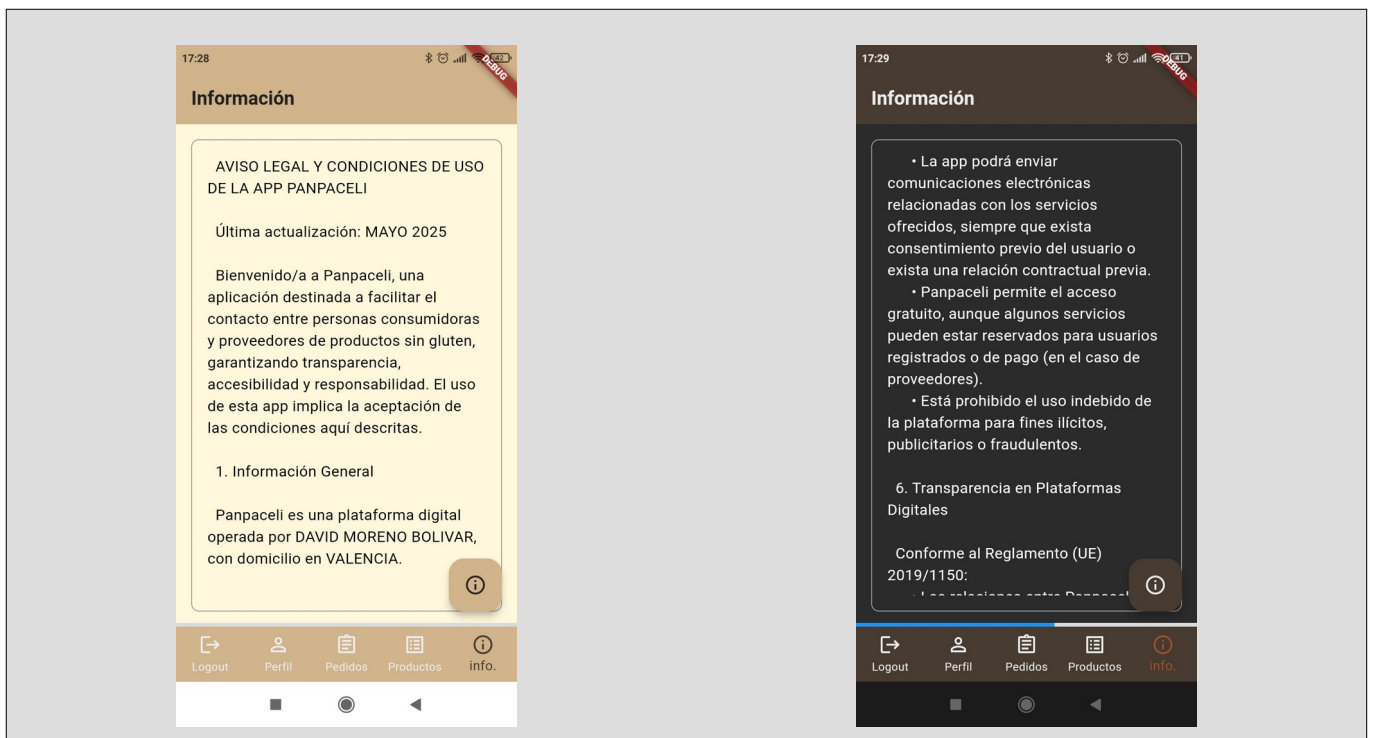 17:28
42
DEBUG
Información
AVISO LEGAL Y CONDICIONES DE USO
DE LA APP PANPACELI
Última actualización: MAYO 2025
Bienvenido/a a Panpaceli, una
aplicación destinada a facilitar el
contacto entre personas consumidoras
y proveedores de productos sin gluten,
garantizando transparencia,
accesibilidad y responsabilidad. El uso
de esta app implica la aceptación de
las condiciones aquí descritas.
1. Información General
Panpaceli es una plataforma digital
operada por DAVID MORENO BOLIVAR,
con domicilio en VALENCIA.
Logout Perfil Pedidos Productos info.
17:29
41
DEBUG
Información
• La app podrá enviar
comunicaciones electrónicas
relacionadas con los servicios
ofrecidos, siempre que exista
consentimiento previo del usuario o
exista una relación contractual previa.
• Panpaceli permite el acceso
gratuito, aunque algunos servicios
pueden estar reservados para usuarios
registrados o de pago (en el caso de
proveedores).
• Está prohibido el uso indebido de
la plataforma para fines ilícitos,
publicitarios o fraudulentos.
6. Transparencia en Plataformas
Digitales
Conforme al Reglamento (UE)
2019/1150:
• Las relaciones entre
Logout Perfil Pedidos Productos info.